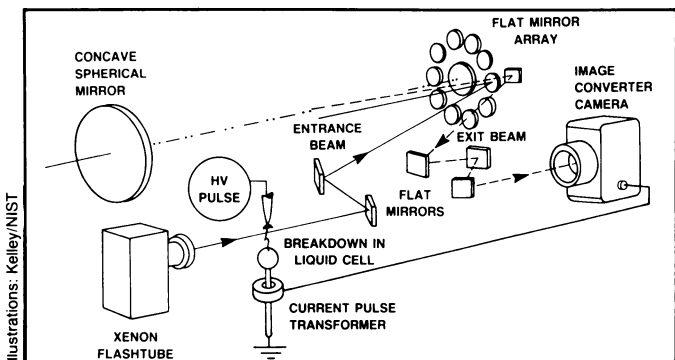 FLAT MIRROR
ARRAY
CONCAVE
SPHERICAL
MIRROR
IMAGE
CONVERTER
CAMERA
ENTRANCE
BEAM
EXIT BEAM
HV
PULSE
FLAT
MIRRORS
BREAKDOWN IN
LIQUID CELL
CURRENT PULSE
TRANSFORMER
XENON
FLASHTUBE
Illustrations: Kelley/NIST